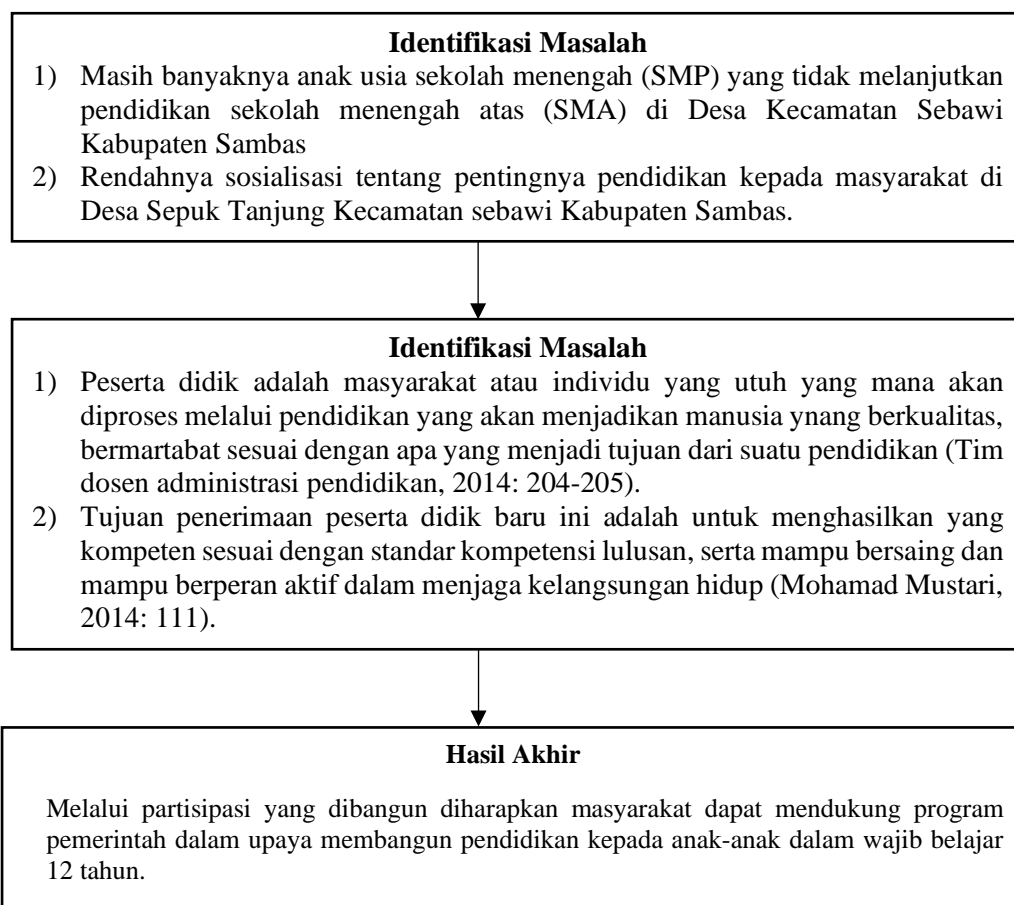 Identifikasi Masalah
1) Masih banyaknya anak usia sekolah menengah (SMP) yang tidak melanjutkan
pendidikan sekolah menengah atas (SMA) di Desa Kecamatan Sebawi
Kabupaten Sambas
2) Rendahnya sosialisasi tentang pentingnya pendidikan kepada masyarakat di
Desa Sepuk Tanjung Kecamatan sebawi Kabupaten Sambas.
Identifikasi Masalah
1) Peserta didik adalah masyarakat atau individu yang utuh yang mana akan
diproses melalui pendidikan yang akan menjadikan manusia ynang berkualitas,
bermartabat sesuai dengan apa yang menjadi tujuan dari suatu pendidikan (Tim
dosen administrasi pendidikan, 2014: 204-205).
2) Tujuan penerimaan peserta didik baru ini adalah untuk menghasilkan yang
kompeten sesuai dengan standar kompetensi lulusan, serta mampu bersaing dan
mampu berperan aktif dalam menjaga kelangsungan hidup (Mohamad Mustari,
2014: 111).
Hasil Akhir
Melalui partisipasi yang dibangun diharapkan masyarakat dapat mendukung program
pemerintah dalam upaya membangun pendidikan kepada anak-anak dalam wajib belajar
12 tahun.